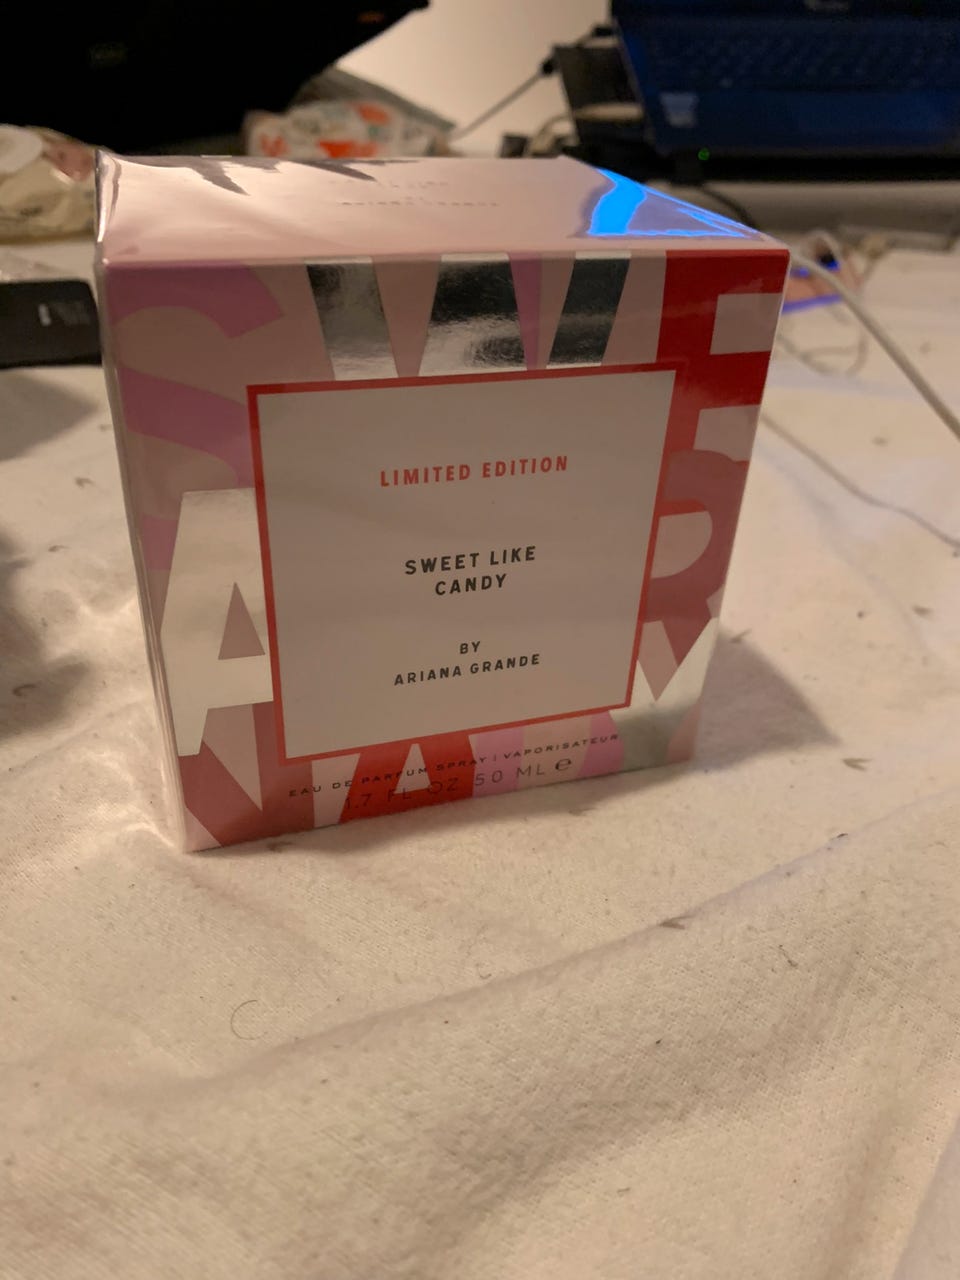 LIMITED EDITION
SWEET LIKE
CANDY
BY
ARIANA GRANDE
EAU DE PARFUM SPRAY | VAPORISATEUR
1.7 FL OZ 50 ML ℮